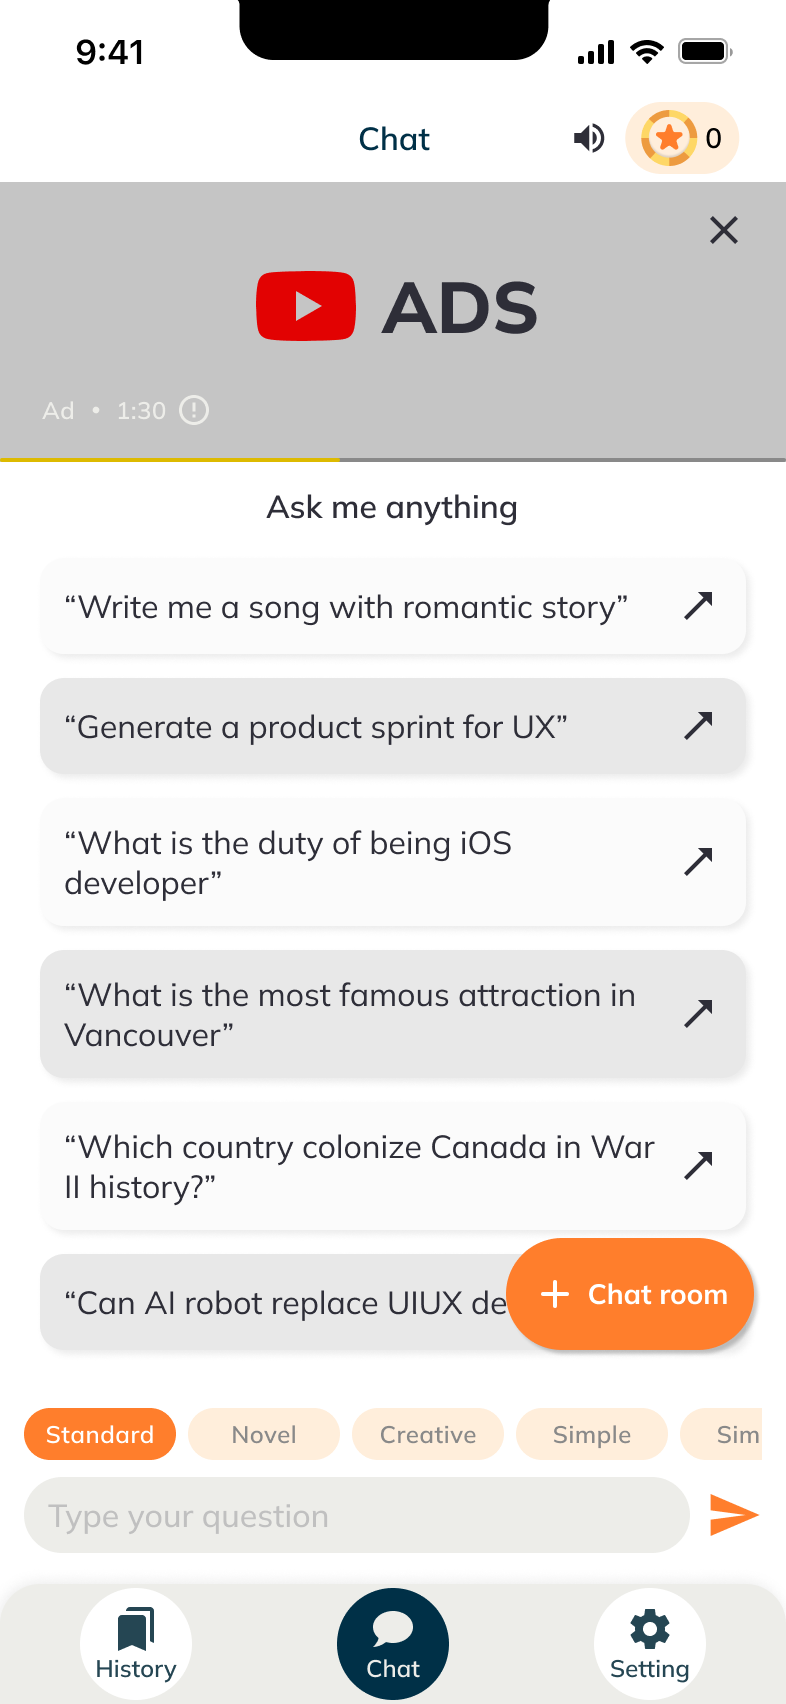 9:41
Chat
0
ADS
Ad • 1:30
Ask me anything
“Write me a song with romantic story”
“Generate a product sprint for UX”
“What is the duty of being iOS
developer”
“What is the most famous attraction in
Vancouver”
“Which country colonize Canada in War
II history?”
“Can AI robot replace UIUX de
Chat room
Standard
Novel
Creative
Simple
Sim
Type your question
History
Chat
Setting